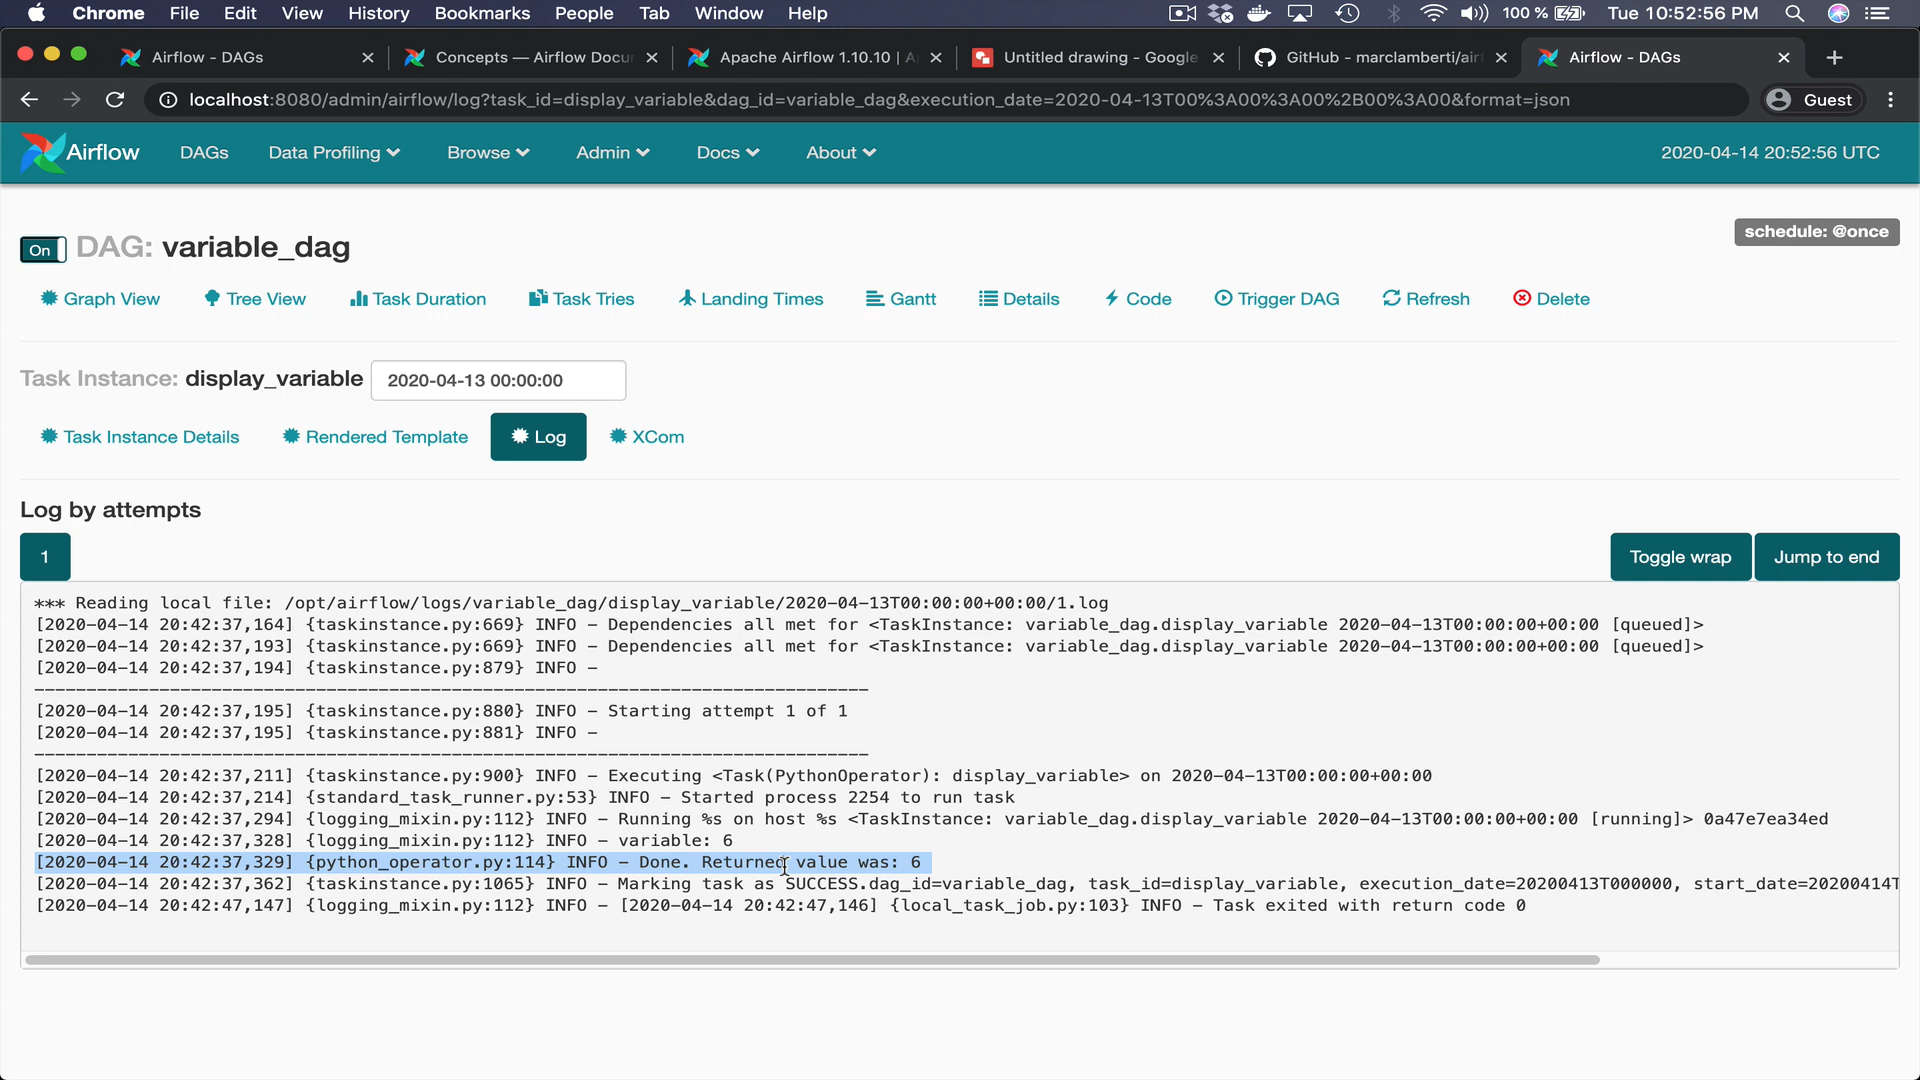 Chrome File Edit View History Bookmarks People Tab Window Help 100 % Tue 10:52:56 PM
Airflow - DAGs Concepts — Airflow Docu Apache Airflow 1.10.10 | A Untitled drawing - Google GitHub - marclamberti/air Airflow - DAGs
localhost:8080/admin/airflow/log?task_id=display_variable&dag_id=variable_dag&execution_date=2020-04-13T00%3A00%3A00%2B00%3A00&format=json Guest
Airflow DAGs Data Profiling Browse Admin Docs About 2020-04-14 20:52:56 UTC
schedule: @once
On DAG: variable_dag
Graph View Tree View Task Duration Task Tries Landing Times Gantt Details Code Trigger DAG Refresh Delete
Task Instance: display_variable 2020-04-13 00:00:00
Task Instance Details Rendered Template Log XCom
Log by attempts
1 Toggle wrap Jump to end
*** Reading local file: /opt/airflow/logs/variable_dag/display_variable/2020-04-13T00:00:00+00:00/1.log
[2020-04-14 20:42:37,164] {taskinstance.py:669} INFO - Dependencies all met for <TaskInstance: variable_dag.display_variable 2020-04-13T00:00:00+00:00 [queued]>
[2020-04-14 20:42:37,193] {taskinstance.py:669} INFO - Dependencies all met for <TaskInstance: variable_dag.display_variable 2020-04-13T00:00:00+00:00 [queued]>
[2020-04-14 20:42:37,194] {taskinstance.py:879} INFO -
--------------------------------------------------------------------------------
[2020-04-14 20:42:37,195] {taskinstance.py:880} INFO - Starting attempt 1 of 1
[2020-04-14 20:42:37,195] {taskinstance.py:881} INFO -
--------------------------------------------------------------------------------
[2020-04-14 20:42:37,211] {taskinstance.py:900} INFO - Executing <Task(PythonOperator): display_variable> on 2020-04-13T00:00:00+00:00
[2020-04-14 20:42:37,214] {standard_task_runner.py:53} INFO - Started process 2254 to run task
[2020-04-14 20:42:37,294] {logging_mixin.py:112} INFO - Running %s on host %s <TaskInstance: variable_dag.display_variable 2020-04-13T00:00:00+00:00 [running]> 0a47e7ea34ed
[2020-04-14 20:42:37,328] {logging_mixin.py:112} INFO - variable: 6
[2020-04-14 20:42:37,329] {python_operator.py:114} INFO - Done. Returned value was: 6
[2020-04-14 20:42:37,362] {taskinstance.py:1065} INFO - Marking task as SUCCESS.dag_id=variable_dag, task_id=display_variable, execution_date=20200413T000000, start_date=20200414T
[2020-04-14 20:42:47,147] {logging_mixin.py:112} INFO - [2020-04-14 20:42:47,146] {local_task_job.py:103} INFO - Task exited with return code 0